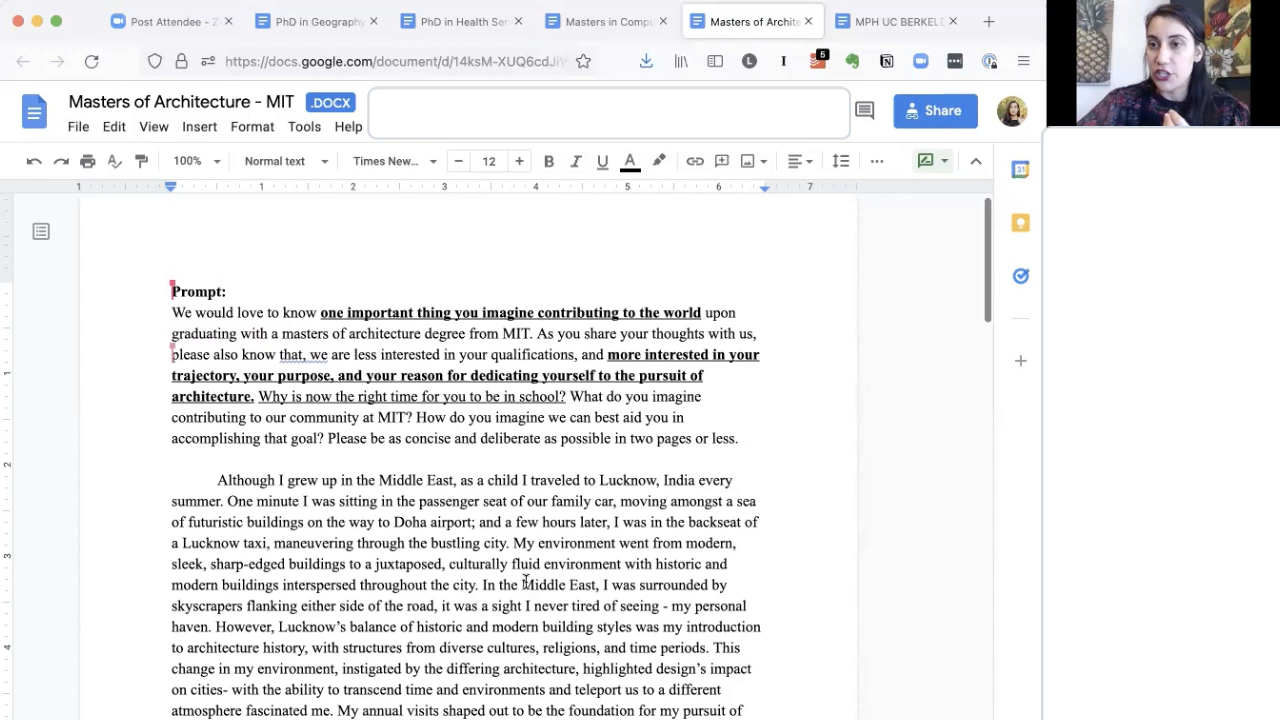 Post Attendee - Z
PhD in Geography
PhD in Health Ser
Masters in Compu
Masters of Archite
MPH UC BERKELE
https://docs.google.com/document/d/14ksM-XUQ6cdJiW
L
I
5
Masters of Architecture - MIT .DOCX
Share
File Edit View Insert Format Tools Help
100% Normal text Times New... 12 B I U A
31
1 1 2 3 4 5 6 7
Prompt:
We would love to know one important thing you imagine contributing to the world upon
graduating with a masters of architecture degree from MIT. As you share your thoughts with us,
please also know that, we are less interested in your qualifications, and more interested in your
trajectory, your purpose, and your reason for dedicating yourself to the pursuit of
architecture. Why is now the right time for you to be in school? What do you imagine
contributing to our community at MIT? How do you imagine we can best aid you in
accomplishing that goal? Please be as concise and deliberate as possible in two pages or less.
Although I grew up in the Middle East, as a child I traveled to Lucknow, India every
summer. One minute I was sitting in the passenger seat of our family car, moving amongst a sea
of futuristic buildings on the way to Doha airport; and a few hours later, I was in the backseat of
a Lucknow taxi, maneuvering through the bustling city. My environment went from modern,
sleek, sharp-edged buildings to a juxtaposed, culturally fluid environment with historic and
modern buildings interspersed throughout the city. In the Middle East, I was surrounded by
skyscrapers flanking either side of the road, it was a sight I never tired of seeing - my personal
haven. However, Lucknow's balance of historic and modern building styles was my introduction
to architecture history, with structures from diverse cultures, religions, and time periods. This
change in my environment, instigated by the differing architecture, highlighted design's impact
on cities- with the ability to transcend time and environments and teleport us to a different
atmosphere fascinated me. My annual visits shaped out to be the foundation for my pursuit of
1
2
3
4